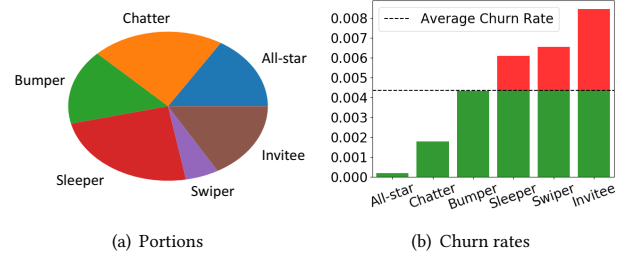 Chatter
All-star
Bumper
Sleeper
Swiper
Invitee
(a) Portions
Average Churn Rate
0.008
0.007
0.006
0.005
0.004
0.003
0.002
0.001
0.000
All-star
Chatter
Bumper
Sleeper
Swiper
Invitee
(b) Churn rates